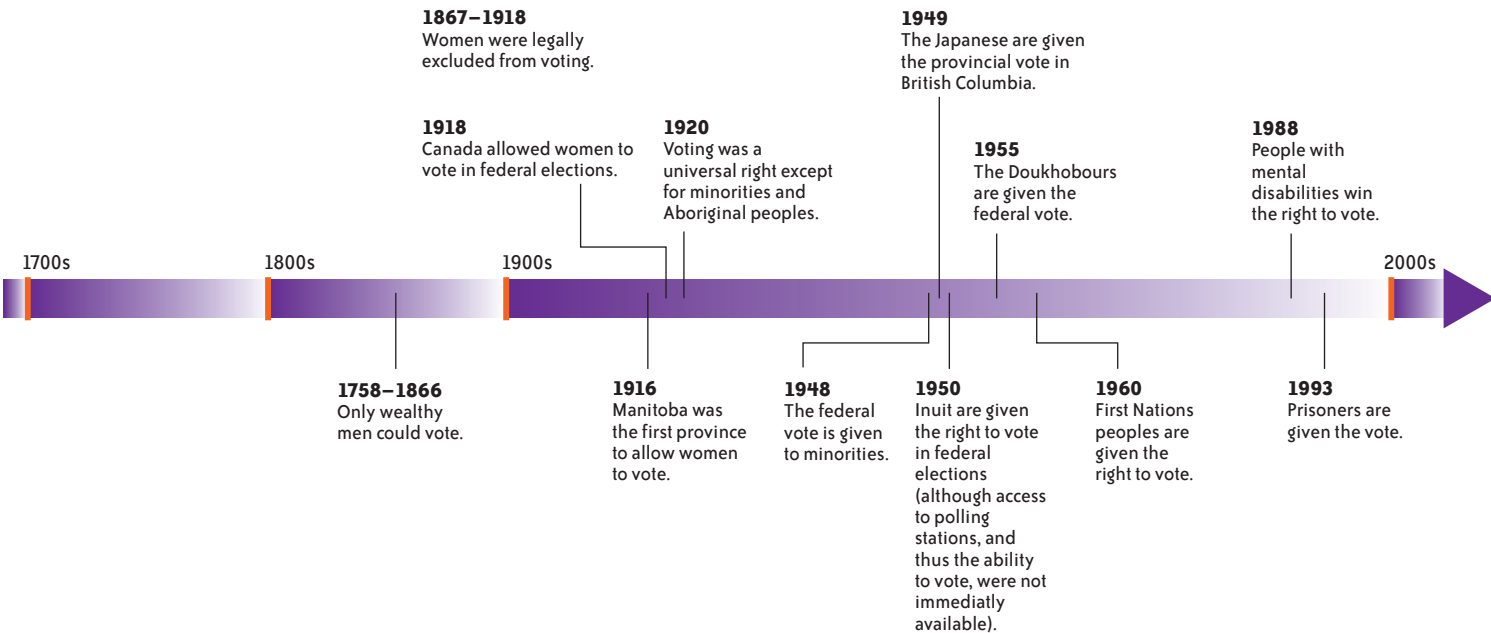 1867–1918
Women were legally
excluded from voting.
1949
The Japanese are given
the provincial vote in
British Columbia.
1918
Canada allowed women to
vote in federal elections.
1920
Voting was a
universal right except
for minorities and
Aboriginal peoples.
1955
The Doukhobours
are given the
federal vote.
1988
People with
mental
disabilities win
the right to vote.
1700s
1800s
1900s
2000s
1758–1866
Only wealthy
men could vote.
1916
Manitoba was
the first province
to allow women
to vote.
1948
The federal
vote is given
to minorities.
1950
Inuit are given
the right to vote
in federal
elections
(although access
to polling
stations, and
thus the ability
to vote, were not
immediatly
available).
1960
First Nations
peoples are
given the
right to vote.
1993
Prisoners are
given the vote.